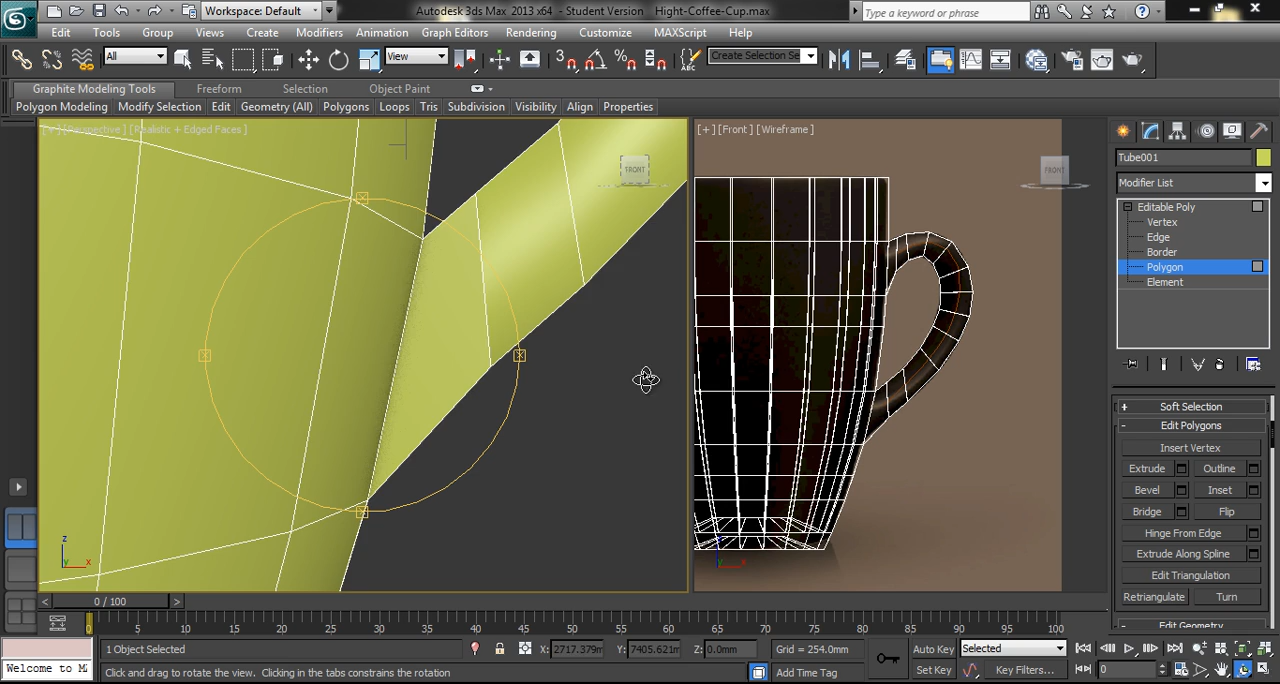 Workspace: Default
Autodesk 3ds Max 2013 x64 - Student Version Hight-Coffee-Cup.max
Type a keyword or phrase
Edit Tools Group Views Create Modifiers Animation Graph Editors Rendering Customize MAXScript Help
All
View
3
Create Selection Se
Graphite Modeling Tools Freeform Selection Object Paint
Polygon Modeling Modify Selection Edit Geometry (All) Polygons Loops Tris Subdivision Visibility Align Properties
[+] [Perspective] [Realistic + Edged Faces]
[+] [Front] [Wireframe]
FRONT
FRONT
Tube001
Modifier List
Editable Poly
Vertex
Edge
Border
Polygon
Element
+ Soft Selection
- Edit Polygons
Insert Vertex
Extrude Outline
Bevel Inset
Bridge Flip
Hinge From Edge
Extrude Along Spline
Edit Triangulation
Retriangulate Turn
Edit Geometry
z
x
y
z
x
< 0 / 100 >
0 5 10 15 20 25 30 35 40 45 50 55 60 65 70 75 80 85 90 95 100
1 Object Selected
X: 2717.379m Y: 7405.621m Z: 0.0mm
Grid = 254.0mm
Auto Key Selected
Welcome to M
Click and drag to rotate the view. Clicking in the tabs constrains the rotation
Add Time Tag
Set Key Key Filters...
0